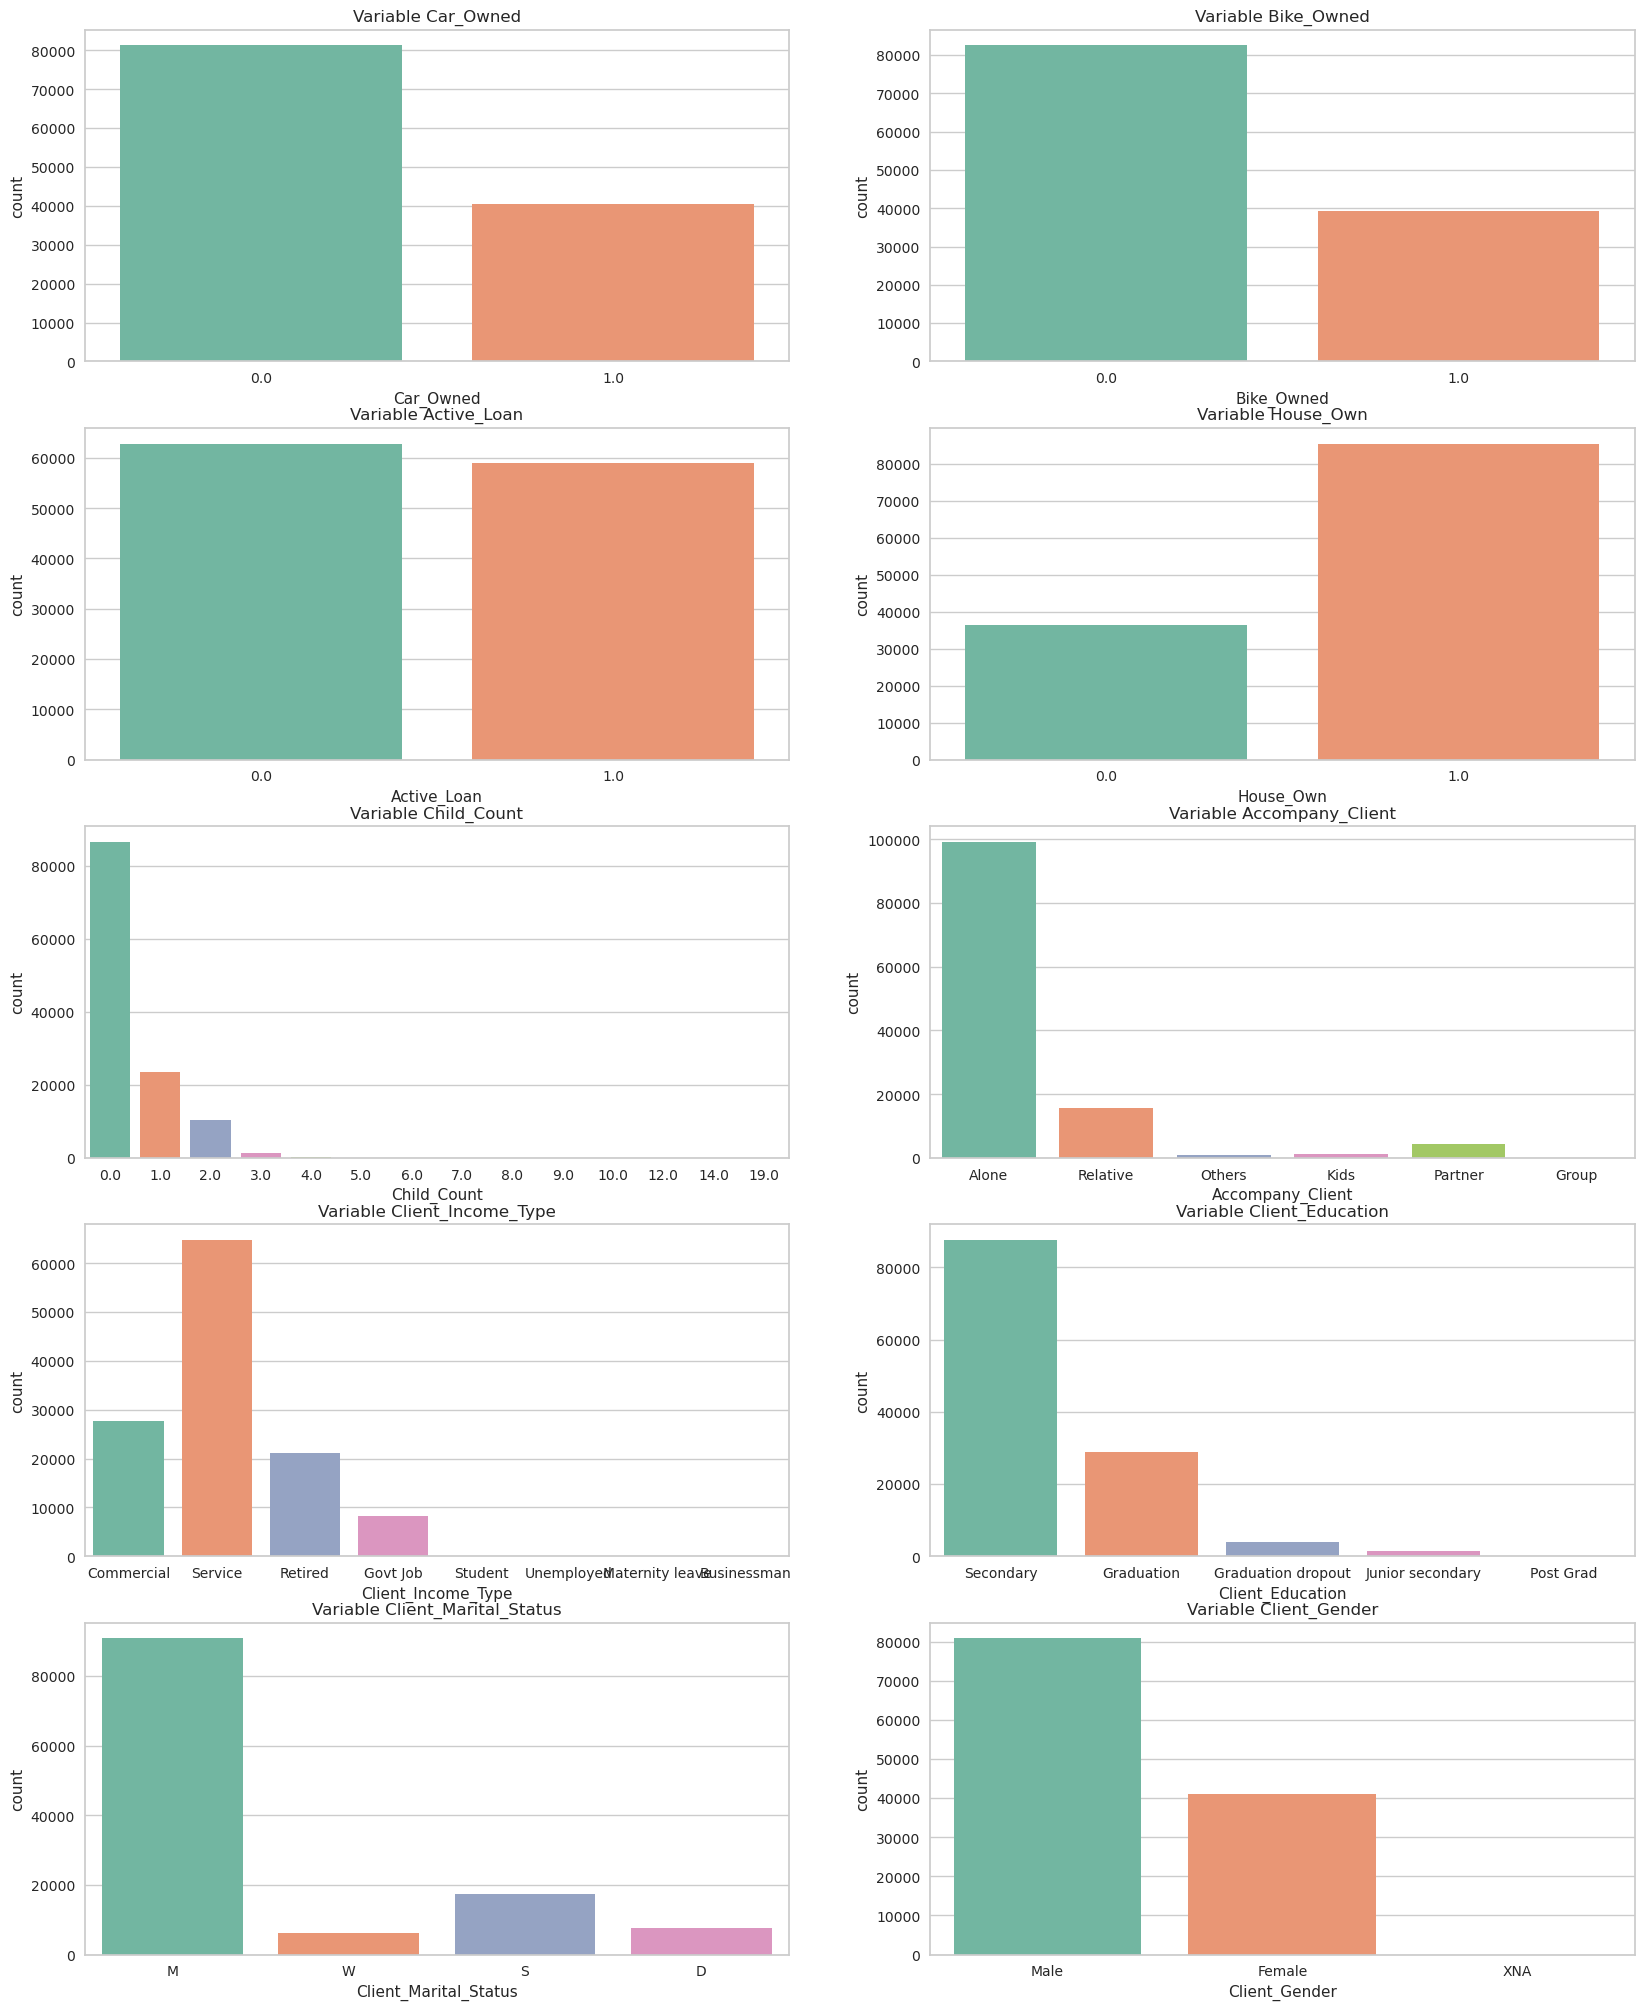 Variable Car_Owned
80000
70000
60000
50000
40000
30000
20000
10000
0
count
0.0 1.0
Car_Owned
Variable Bike_Owned
80000
70000
60000
50000
40000
30000
20000
10000
0
count
0.0 1.0
Bike_Owned
Variable Active_Loan
60000
50000
40000
30000
20000
10000
0
count
0.0 1.0
Active_Loan
Variable House_Own
80000
70000
60000
50000
40000
30000
20000
10000
0
count
0.0 1.0
House_Own
Variable Child_Count
80000
60000
40000
20000
0
count
0.0 1.0 2.0 3.0 4.0 5.0 6.0 7.0 8.0 9.0 10.0 12.0 14.0 19.0
Child_Count
Variable Accompany_Client
100000
80000
60000
40000
20000
0
count
Alone Relative Others Kids Partner Group
Accompany_Client
Variable Client_Income_Type
60000
50000
40000
30000
20000
10000
0
count
Commercial Service Retired Govt Job Student Unemployed Maternity leave Businessman
Client_Income_Type
Variable Client_Education
80000
60000
40000
20000
0
count
Secondary Graduation Graduation dropout Junior secondary Post Grad
Client_Education
Variable Client_Marital_Status
80000
60000
40000
20000
0
count
M W S D
Client_Marital_Status
Variable Client_Gender
80000
70000
60000
50000
40000
30000
20000
10000
0
count
Male Female XNA
Client_Gender